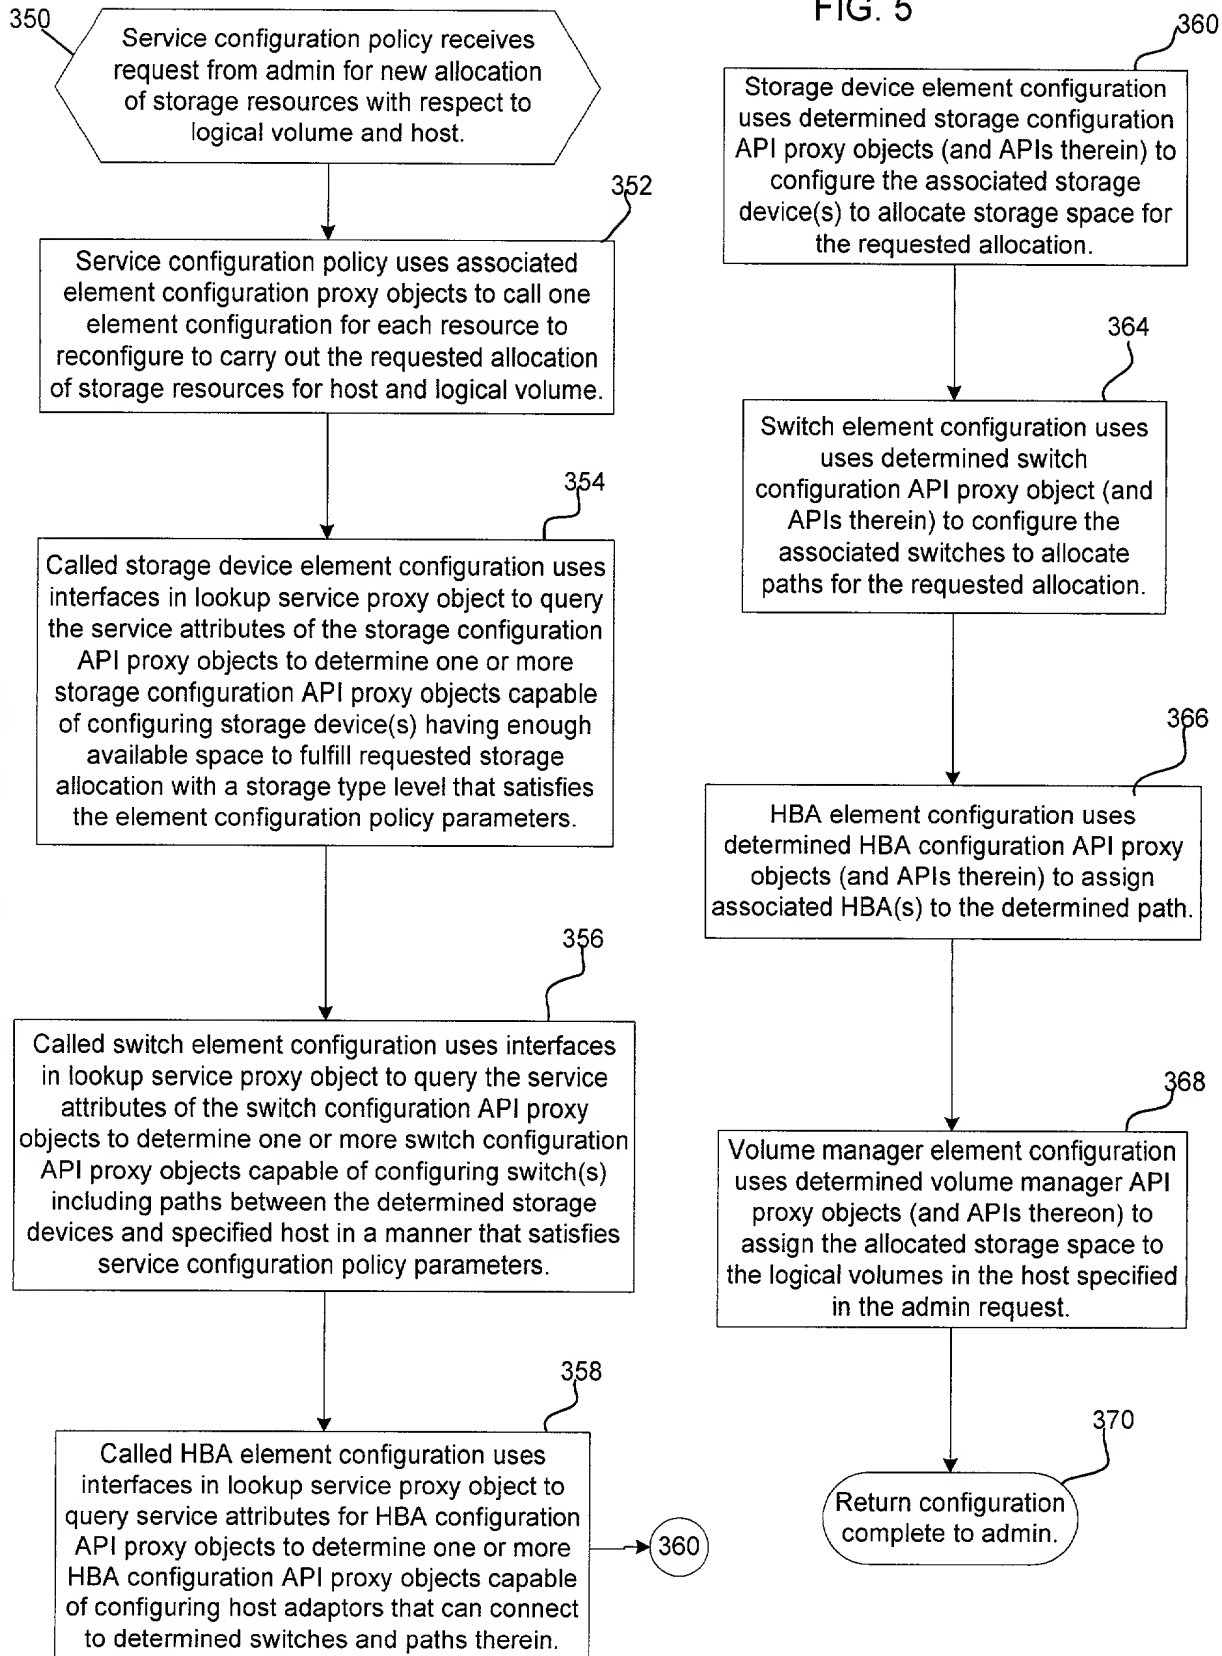 FIG. 5
350
Service configuration policy receives
request from admin for new allocation
of storage resources with respect to
logical volume and host.
352
Service configuration policy uses associated
element configuration proxy objects to call one
element configuration for each resource to
reconfigure to carry out the requested allocation
of storage resources for host and logical volume.
354
Called storage device element configuration uses
interfaces in lookup service proxy object to query
the service attributes of the storage configuration
API proxy objects to determine one or more
storage configuration API proxy objects capable
of configuring storage device(s) having enough
available space to fulfill requested storage
allocation with a storage type level that satisfies
the element configuration policy parameters.
356
Called switch element configuration uses interfaces
in lookup service proxy object to query the service
attributes of the switch configuration API proxy
objects to determine one or more switch configuration
API proxy objects capable of configuring switch(s)
including paths between the determined storage
devices and specified host in a manner that satisfies
service configuration policy parameters.
358
Called HBA element configuration uses
interfaces in lookup service proxy object to
query service attributes for HBA configuration
API proxy objects to determine one or more
HBA configuration API proxy objects capable
of configuring host adaptors that can connect
to determined switches and paths therein.
360
360
Storage device element configuration
uses determined storage configuration
API proxy objects (and APIs therein) to
configure the associated storage
device(s) to allocate storage space for
the requested allocation.
364
Switch element configuration uses
uses determined switch
configuration API proxy object (and
APIs therein) to configure the
associated switches to allocate
paths for the requested allocation.
366
HBA element configuration uses
determined HBA configuration API proxy
objects (and APIs therein) to assign
associated HBA(s) to the determined path.
368
Volume manager element configuration
uses determined volume manager API
proxy objects (and APIs thereon) to
assign the allocated storage space to
the logical volumes in the host specified
in the admin request.
370
Return configuration
complete to admin.